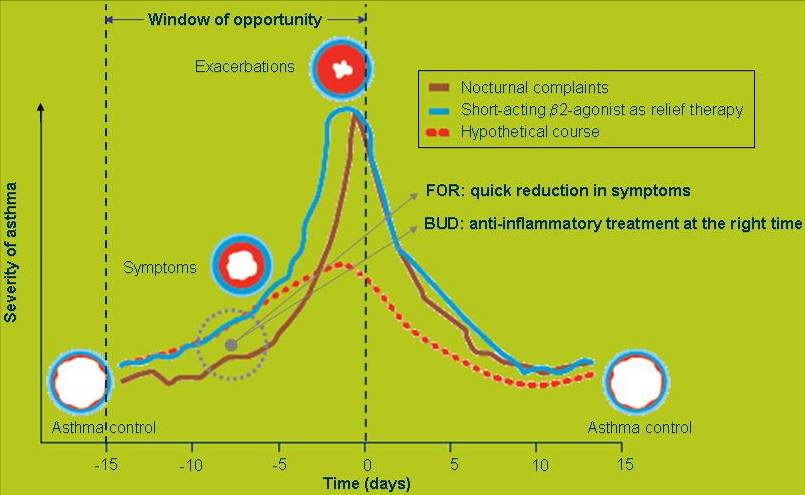 Window of opportunity
Exacerbations
Nocturnal complaints
Short-acting β2-agonist as relief therapy
Hypothetical course
FOR: quick reduction in symptoms
BUD: anti-inflammatory treatment at the right time
Severity of asthma
Symptoms
Asthma control
Asthma control
-15 -10 -5 0 5 10 15
Time (days)